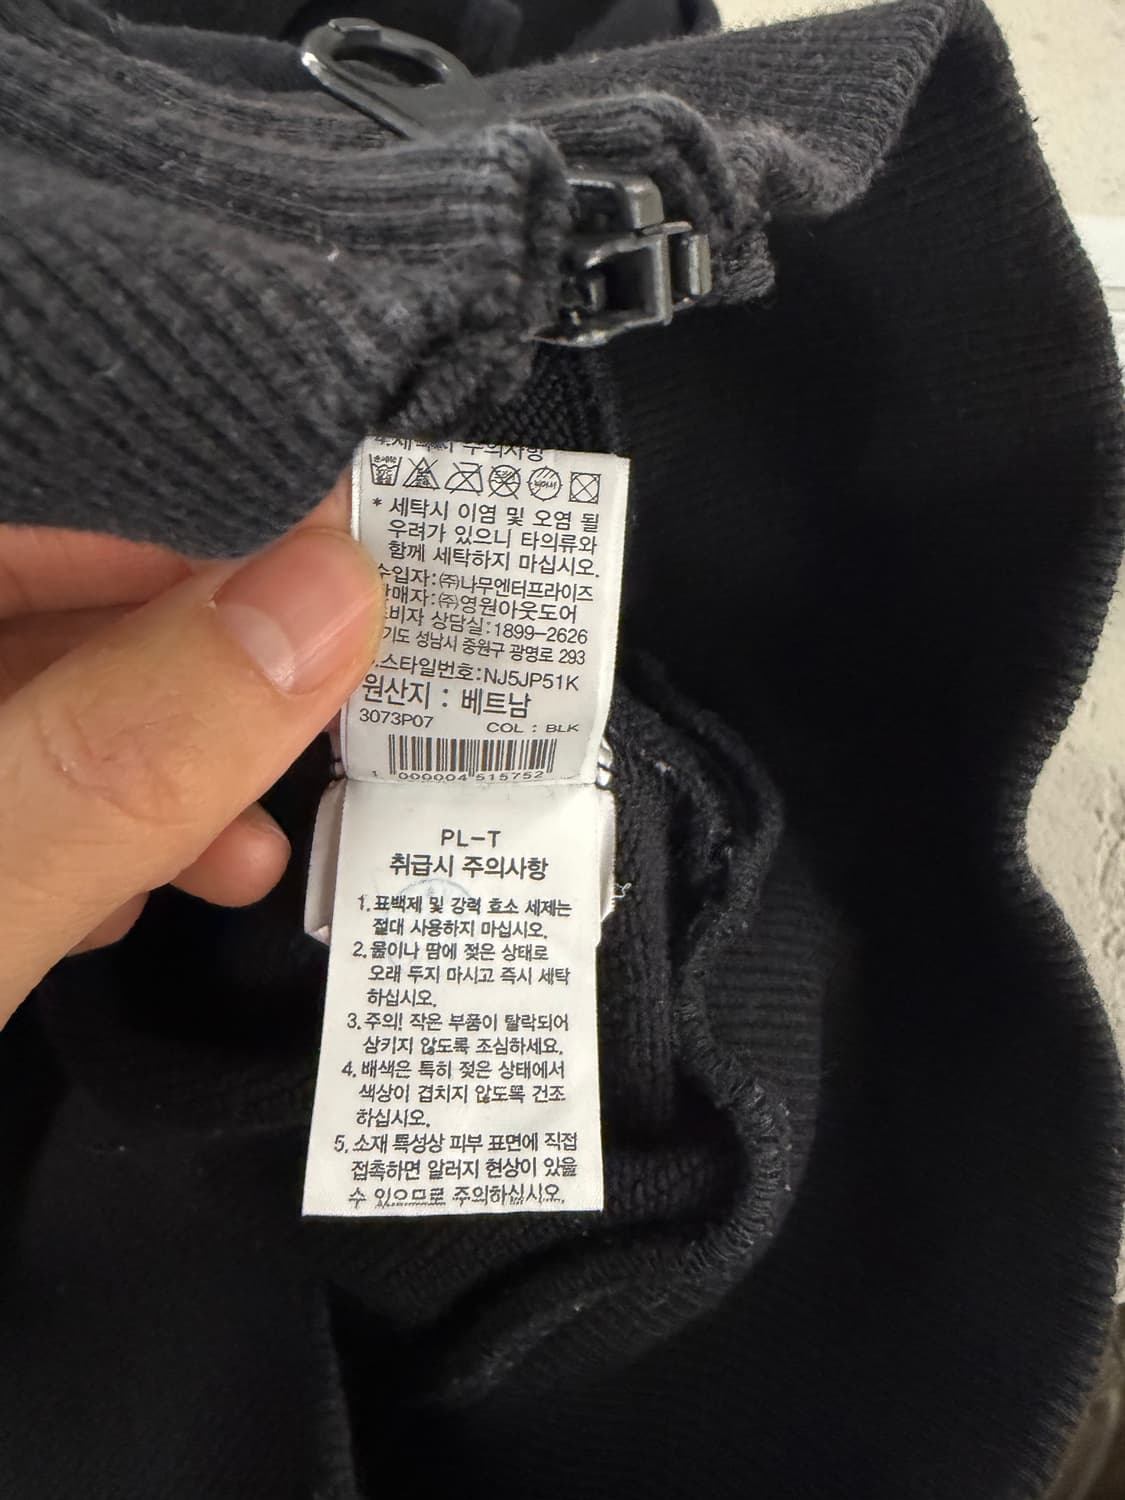 4.세탁시 주의사항
* 세탁시 이염 및 오염 될
우려가 있으니 타의류와
함께 세탁하지 마십시오.
수입자:㈜나무엔터프라이즈
판매자:㈜영원아웃도어
소비자 상담실:1899-2626
기도 성남시 중원구 광명로 293
스타일번호:NJ5JP51K
원산지 : 베트남
3073P07 COL : BLK
1 000004 515752
PL-T
취급시 주의사항
1. 표백제 및 강력 효소 세제는
절대 사용하지 마십시오.
2. 물이나 땀에 젖은 상태로
오래 두지 마시고 즉시 세탁
하십시오.
3. 주의! 작은 부품이 탈락되어
삼키지 않도록 조심하세요.
4. 배색은 특히 젖은 상태에서
색상이 겹치지 않도록 건조
하십시오.
5. 소재 특성상 피부 표면에 직접
접촉하면 알러지 현상이 있을
수 있으므로 주의하십시오.